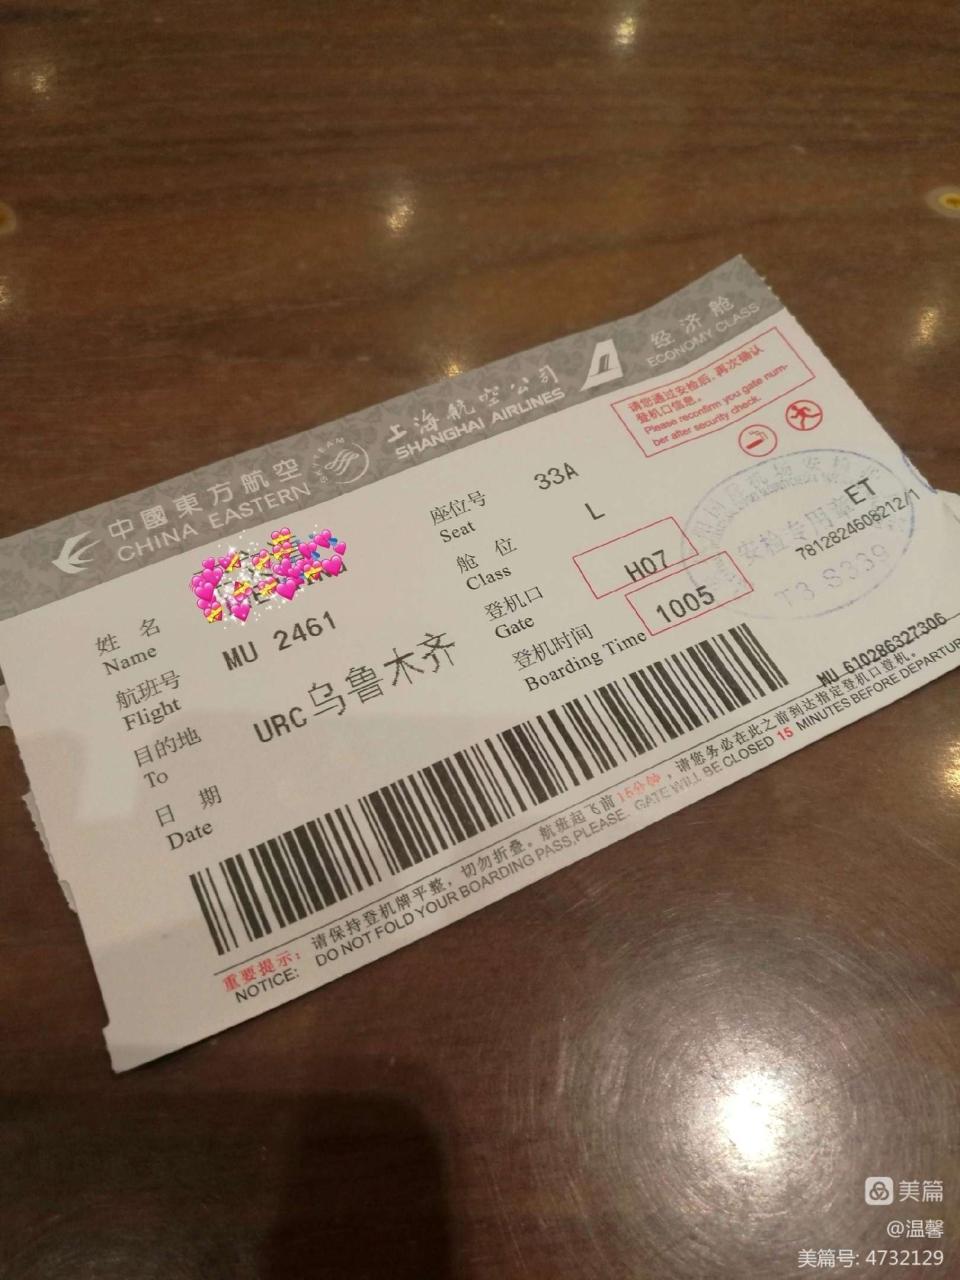 中國東方航空
CHINA EASTERN
SKYTEAM
上海航空公司
SHANGHAI AIRLINES
经济舱
ECONOMY CLASS
请您通过安检后,再次确认
登机口信息。
Please reconfirm you gate num-
ber after security check.
姓 名
Name
航班号
Flight
MU 2461
目的地
To
URC乌鲁木齐
日 期
Date
座位号
Seat
33A
舱 位
Class
L
登机口
Gate
H07
登机时间
Boarding Time
1005
安检专用章
T3 S339
ET
7812824608212/1
MU 610286327306
重要提示:
NOTICE:
请保持登机牌平整,切勿折叠。航班起飞前15分钟,请您务必在此之前到达指定登机口登机。
DO NOT FOLD YOUR BOARDING PASS,PLEASE. GATE WILL BE CLOSED 15 MINUTES BEFORE DEPARTUR
美篇
@温馨
美篇号: 4732129